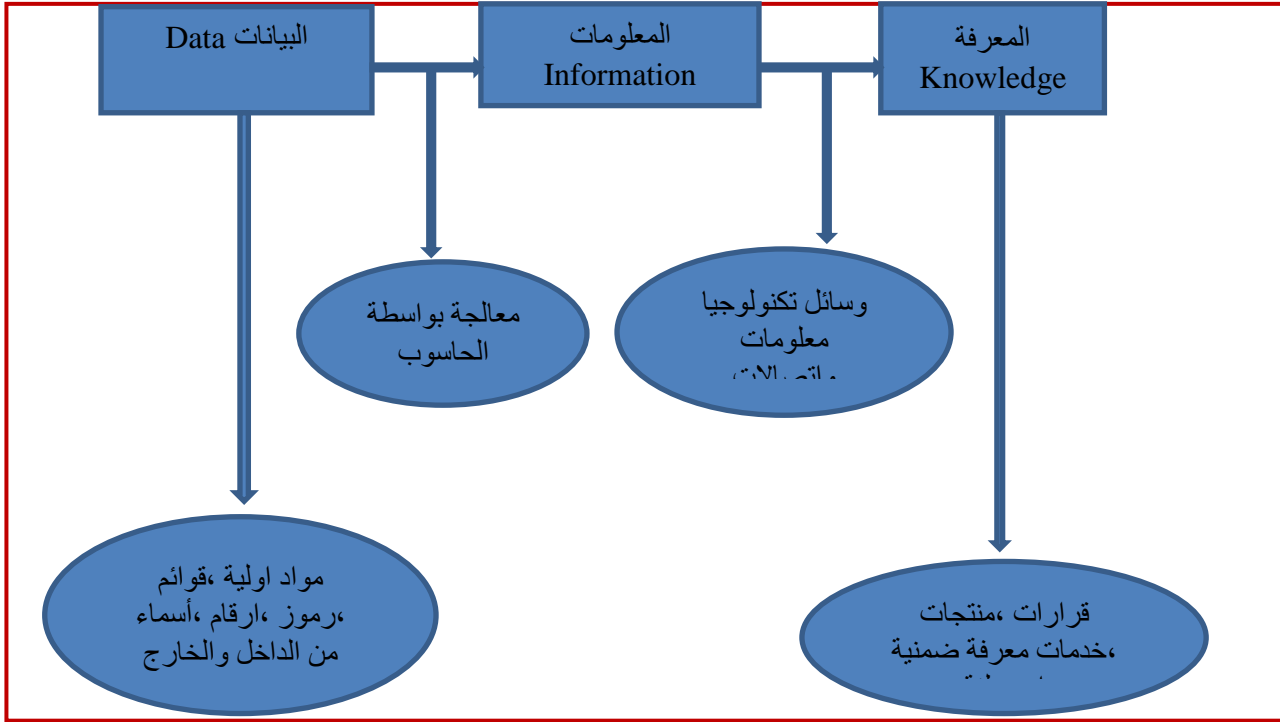 البيانات Data
المعلومات
Information
المعرفة
Knowledge
معالجة بواسطة
الحاسوب
وسائل تكنولوجيا
معلومات
واتصالات
مواد اولية ،قوائم
،رموز ،ارقام ،أسماء
من الداخل والخارج
قرارات ،منتجات
،خدمات معرفة ضمنية